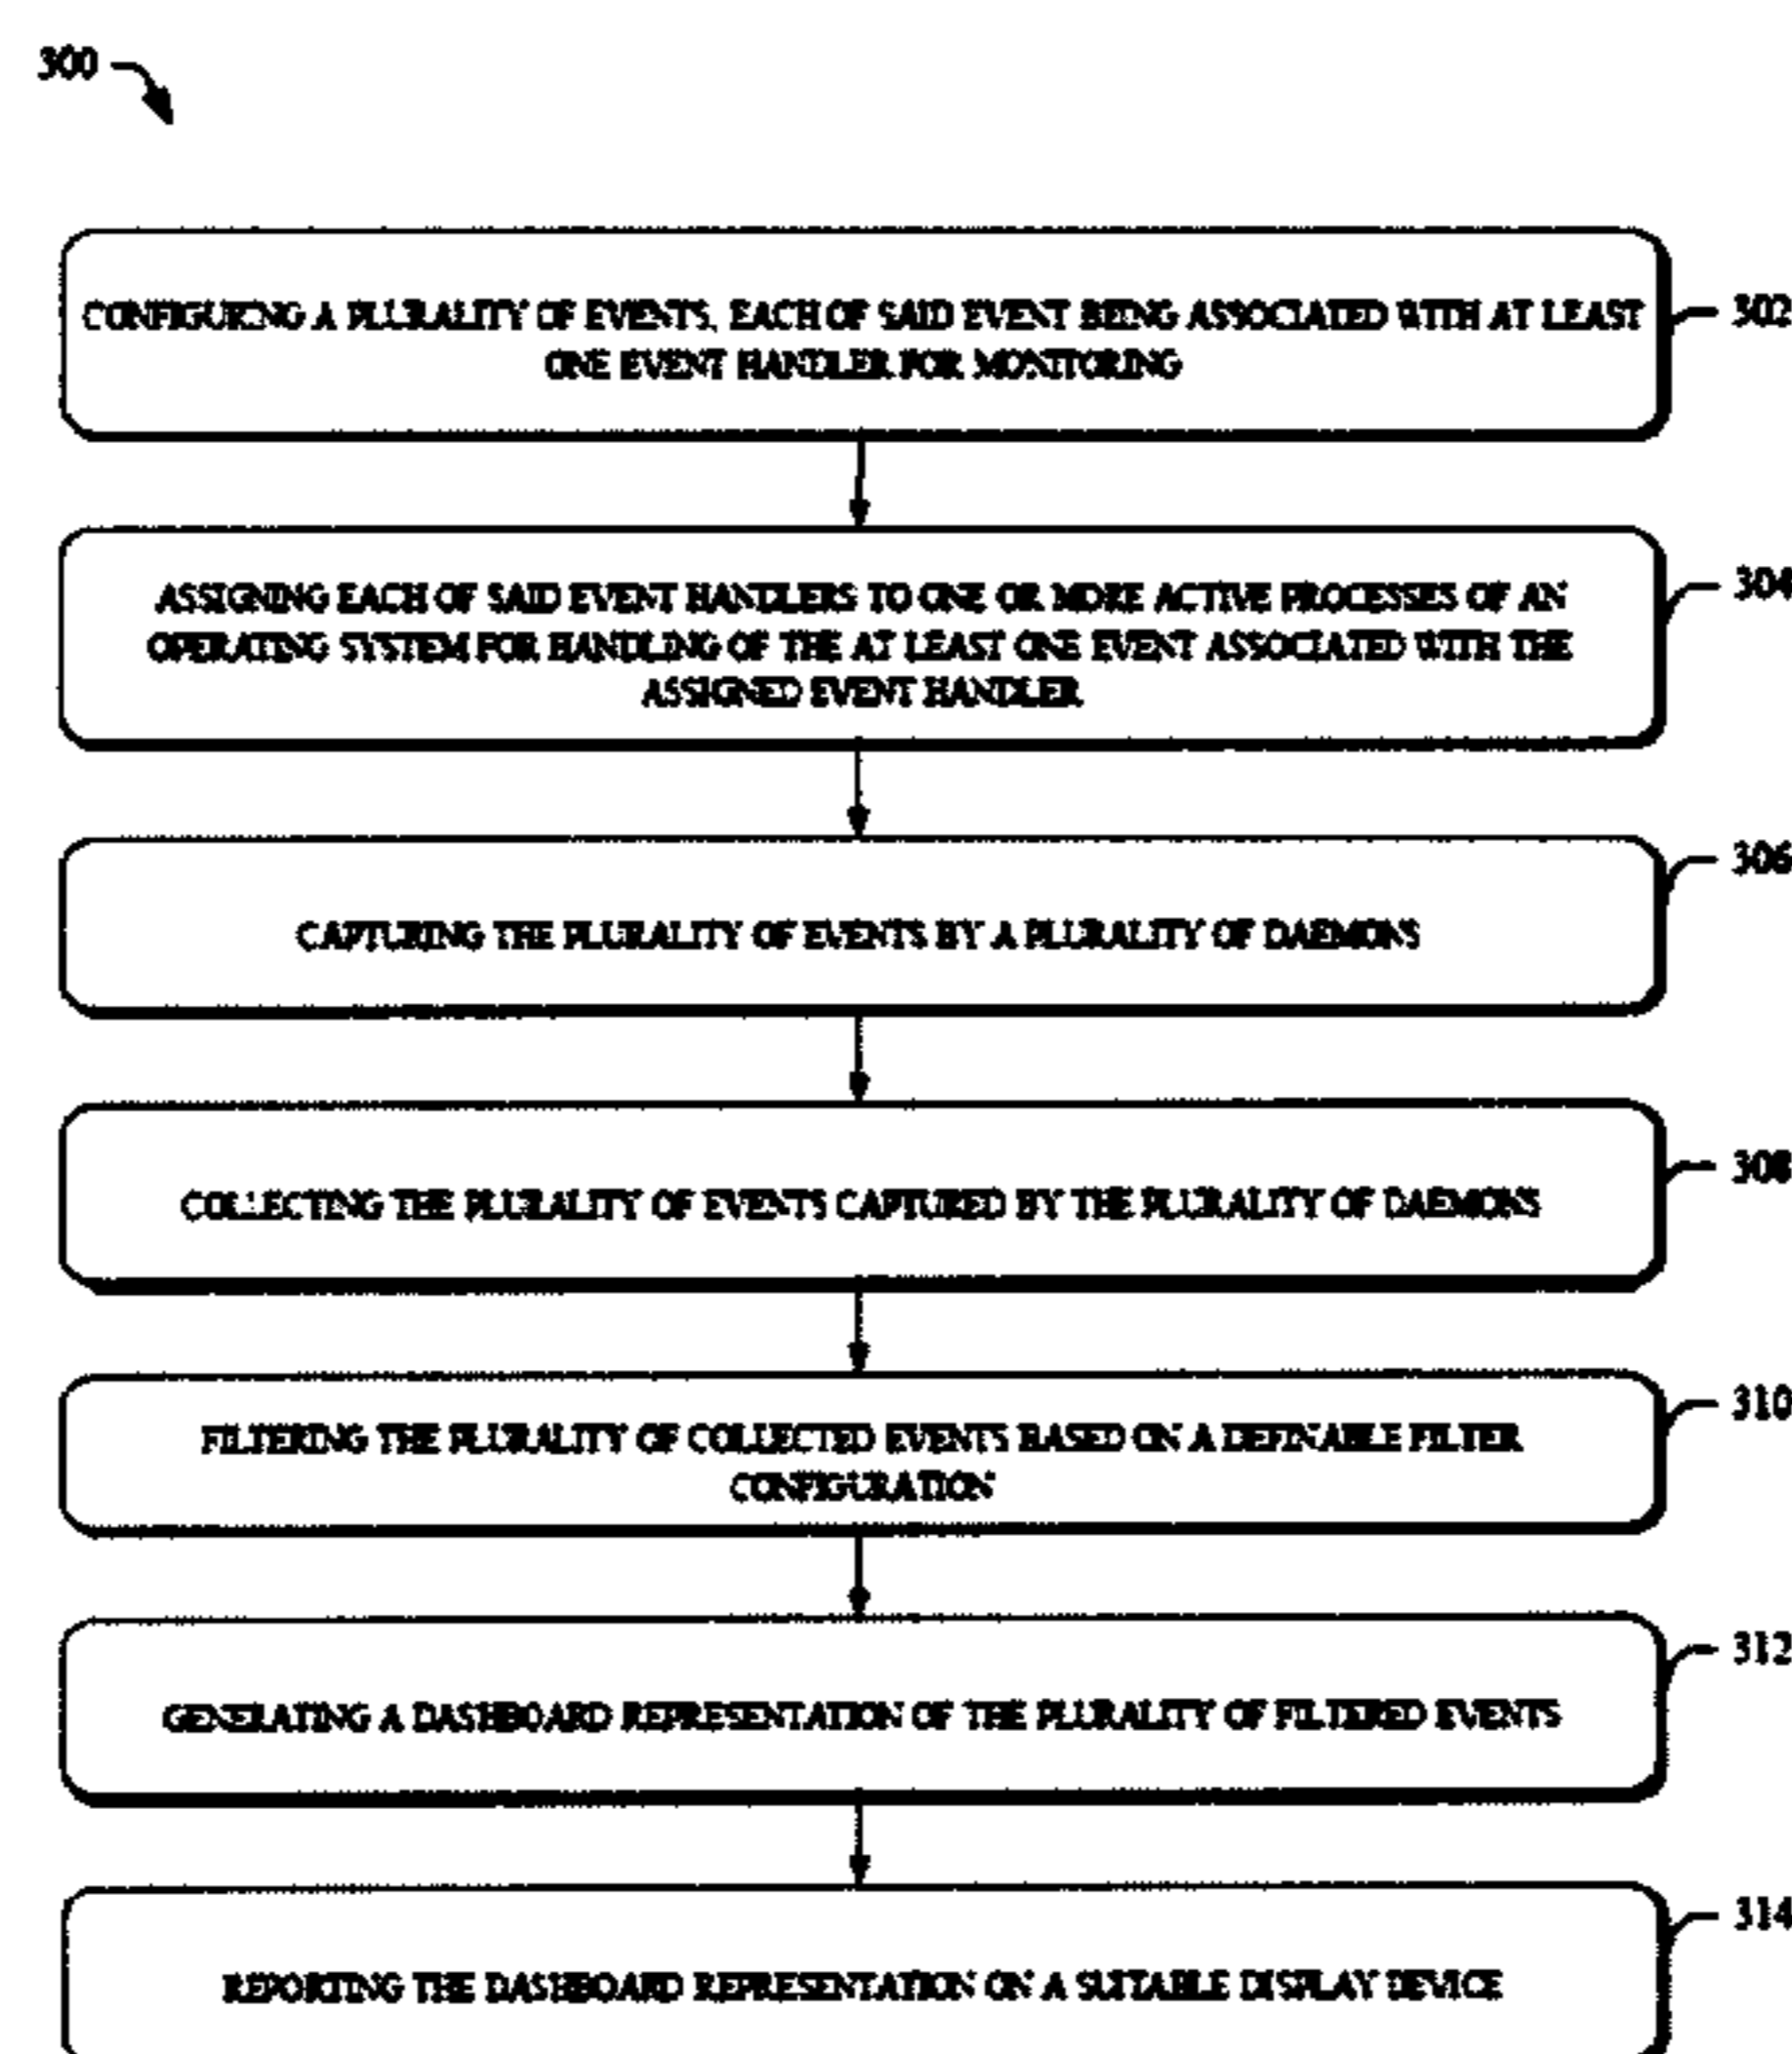 300
CONFIGURING A PLURALITY OF EVENTS, EACH OF SAID EVENT BEING ASSOCIATED WITH AT LEAST
ONE EVENT HANDLER FOR MONITORING
302
ASSIGNING EACH OF SAID EVENT HANDLERS TO ONE OR MORE ACTIVE PROCESSES OF AN
OPERATING SYSTEM FOR HANDLING OF THE AT LEAST ONE EVENT ASSOCIATED WITH THE
ASSIGNED EVENT HANDLER
304
CAPTURING THE PLURALITY OF EVENTS BY A PLURALITY OF DAEMONS
306
COLLECTING THE PLURALITY OF EVENTS CAPTURED BY THE PLURALITY OF DAEMONS
308
FILTERING THE PLURALITY OF COLLECTED EVENTS BASED ON A DEFINABLE FILTER
CONFIGURATION
310
GENERATING A DASHBOARD REPRESENTATION OF THE PLURALITY OF FILTERED EVENTS
312
REPORTING THE DASHBOARD REPRESENTATION ON A SUITABLE DISPLAY DEVICE
314